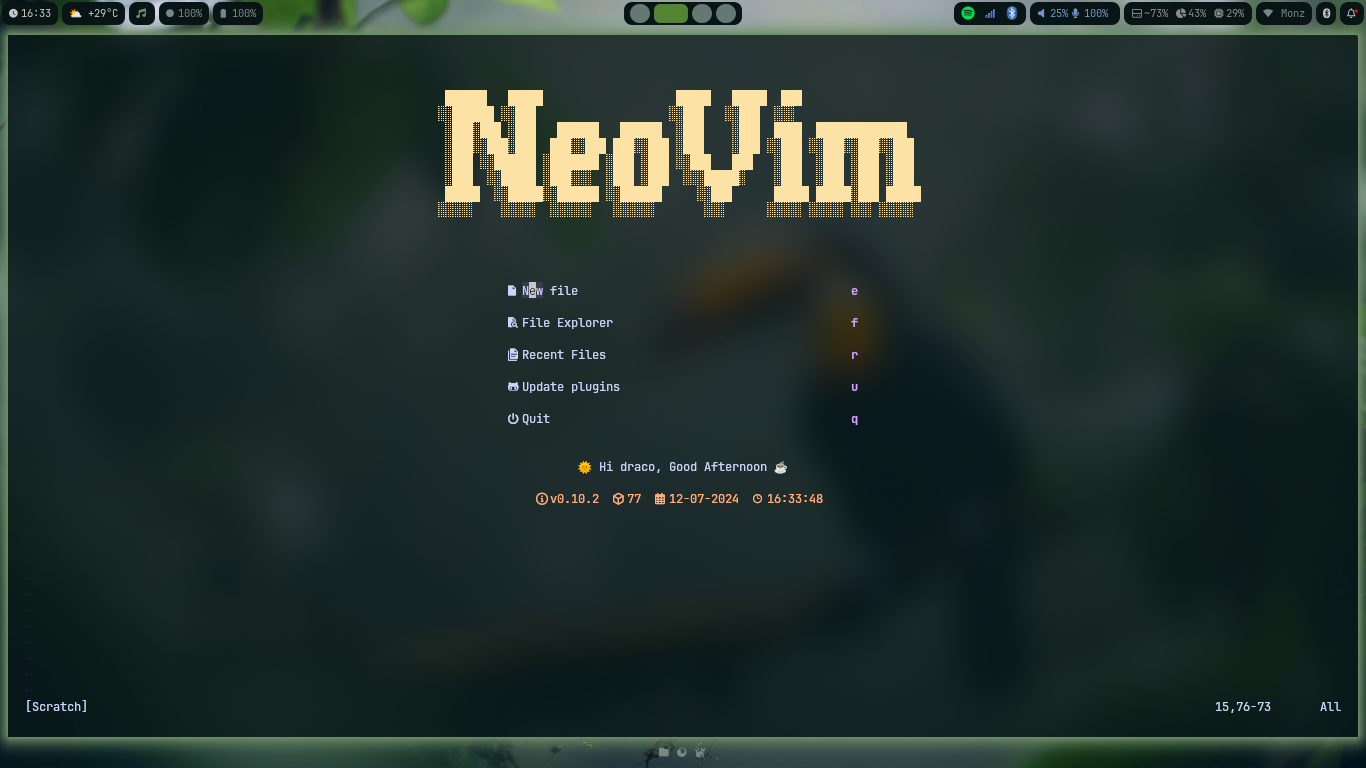 16:33 +29°C 100% 100% 25% 100% ~73% 43% 29% Monz
NeoVim
New file e
File Explorer f
Recent Files r
Update plugins u
Quit q
Hi draco, Good Afternoon
v0.10.2 77 12-07-2024 16:33:48
[Scratch] 15,76-73 All